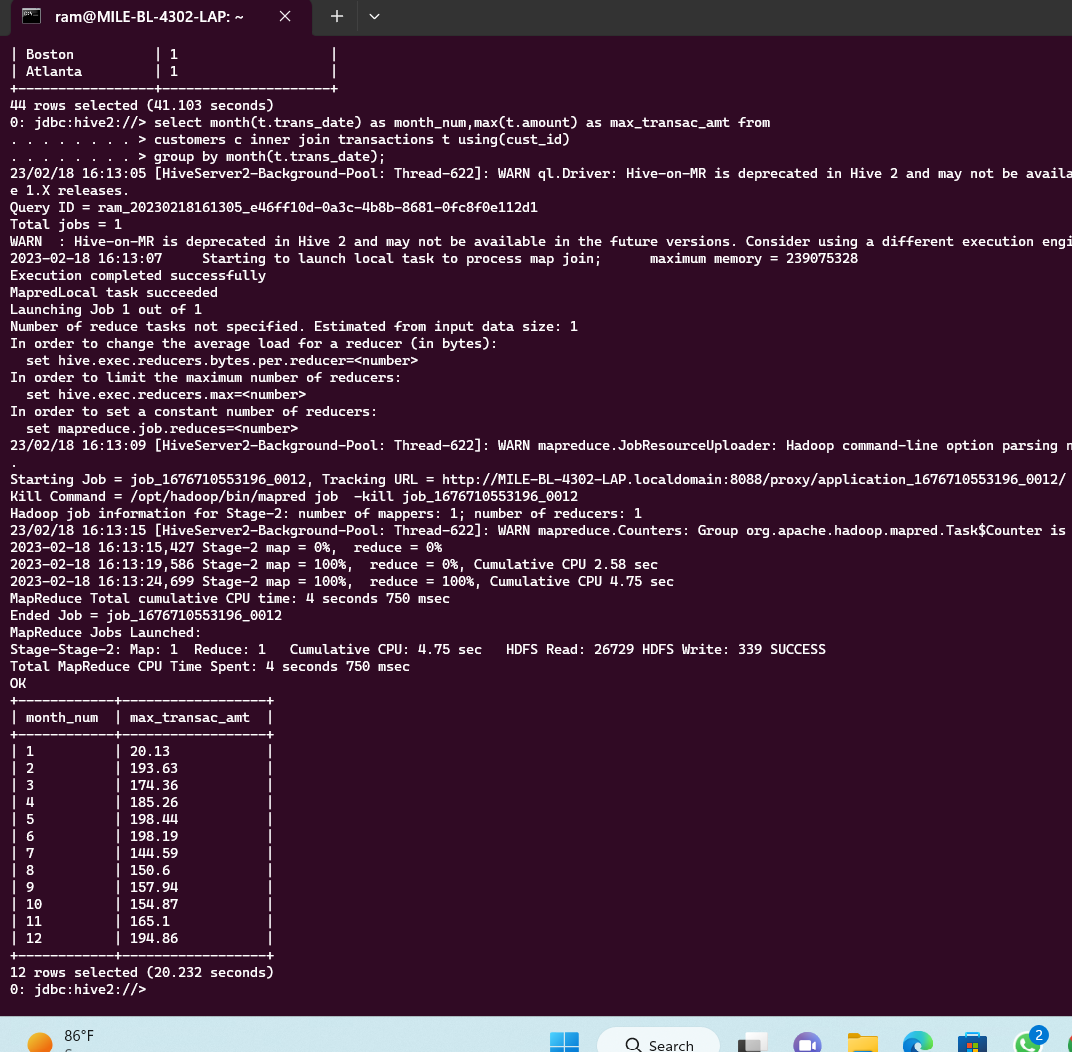 ram@MILE-BL-4302-LAP: ~
| Boston          | 1                   |
| Atlanta         | 1                   |
+-----------------+---------------------+
44 rows selected (41.103 seconds)
0: jdbc:hive2://> select month(t.trans_date) as month_num,max(t.amount) as max_transac_amt from
. . . . . . . . > customers c inner join transactions t using(cust_id)
. . . . . . . . > group by month(t.trans_date);
23/02/18 16:13:05 [HiveServer2-Background-Pool: Thread-622]: WARN ql.Driver: Hive-on-MR is deprecated in Hive 2 and may not be availa
e 1.X releases.
Query ID = ram_20230218161305_e46ff10d-0a3c-4b8b-8681-0fc8f0e112d1
Total jobs = 1
WARN  : Hive-on-MR is deprecated in Hive 2 and may not be available in the future versions. Consider using a different execution engi
2023-02-18 16:13:07     Starting to launch local task to process map join;      maximum memory = 239075328
Execution completed successfully
MapredLocal task succeeded
Launching Job 1 out of 1
Number of reduce tasks not specified. Estimated from input data size: 1
In order to change the average load for a reducer (in bytes):
  set hive.exec.reducers.bytes.per.reducer=<number>
In order to limit the maximum number of reducers:
  set hive.exec.reducers.max=<number>
In order to set a constant number of reducers:
  set mapreduce.job.reduces=<number>
23/02/18 16:13:09 [HiveServer2-Background-Pool: Thread-622]: WARN mapreduce.JobResourceUploader: Hadoop command-line option parsing n
.
Starting Job = job_1676710553196_0012, Tracking URL = http://MILE-BL-4302-LAP.localdomain:8088/proxy/application_1676710553196_0012/
Kill Command = /opt/hadoop/bin/mapred job  -kill job_1676710553196_0012
Hadoop job information for Stage-2: number of mappers: 1; number of reducers: 1
23/02/18 16:13:15 [HiveServer2-Background-Pool: Thread-622]: WARN mapreduce.Counters: Group org.apache.hadoop.mapred.Task$Counter is
2023-02-18 16:13:15,427 Stage-2 map = 0%,  reduce = 0%
2023-02-18 16:13:19,586 Stage-2 map = 100%,  reduce = 0%, Cumulative CPU 2.58 sec
2023-02-18 16:13:24,699 Stage-2 map = 100%,  reduce = 100%, Cumulative CPU 4.75 sec
MapReduce Total cumulative CPU time: 4 seconds 750 msec
Ended Job = job_1676710553196_0012
MapReduce Jobs Launched:
Stage-Stage-2: Map: 1  Reduce: 1   Cumulative CPU: 4.75 sec   HDFS Read: 26729 HDFS Write: 339 SUCCESS
Total MapReduce CPU Time Spent: 4 seconds 750 msec
OK
+------------+------------------+
| month_num  | max_transac_amt  |
+------------+------------------+
| 1          | 20.13            |
| 2          | 193.63           |
| 3          | 174.36           |
| 4          | 185.26           |
| 5          | 198.44           |
| 6          | 198.19           |
| 7          | 144.59           |
| 8          | 150.6            |
| 9          | 157.94           |
| 10         | 154.87           |
| 11         | 165.1            |
| 12         | 194.86           |
+------------+------------------+
12 rows selected (20.232 seconds)
0: jdbc:hive2://>
86°F
Search
2